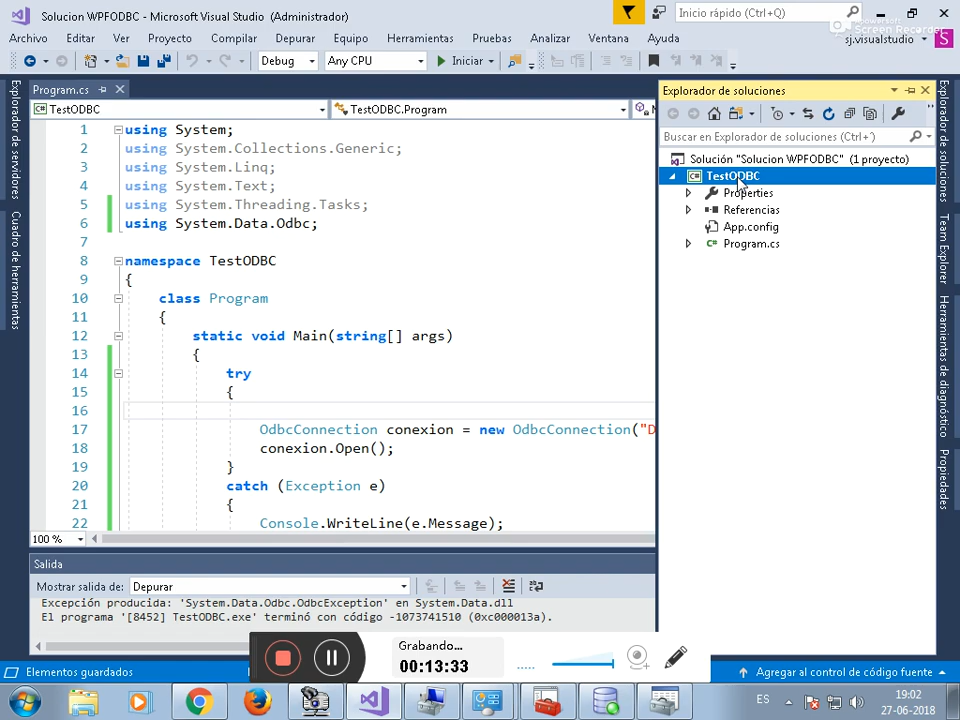 Solucion WPFODBC - Microsoft Visual Studio (Administrador)
Inicio rápido (Ctrl+Q)
Archivo Editar Ver Proyecto Compilar Depurar Equipo Herramientas Pruebas Analizar Ventana Ayuda
sj.visualstudio
S
Screen Recorder
Debug
Any CPU
Iniciar
Explorador de servidores
Cuadro de herramientas
Program.cs
TestODBC
TestODBC.Program
1 using System;
2 using System.Collections.Generic;
3 using System.Linq;
4 using System.Text;
5 using System.Threading.Tasks;
6 using System.Data.Odbc;
7
8 namespace TestODBC
9 {
10 class Program
11 {
12 static void Main(string[] args)
13 {
14 try
15 {
16
17 OdbcConnection conexion = new OdbcConnection("D
18 conexion.Open();
19 }
20 catch (Exception e)
21 {
22 Console.WriteLine(e.Message);
100 %
Salida
Mostrar salida de: Depurar
Excepción producida: 'System.Data.Odbc.OdbcException' en System.Data.dll
El programa '[8452] TestODBC.exe' terminó con código -1073741510 (0xc000013a).
Explorador de soluciones
Buscar en Explorador de soluciones (Ctrl+')
Solución "Solucion WPFODBC" (1 proyecto)
TestODBC
Properties
Referencias
App.config
Program.cs
Explorador de soluciones
Team Explorer
Herramientas de diagnóstico
Propiedades
Grabando...
00:13:33
Elementos guardados
Agregar al control de código fuente
ES
19:02
27-06-2018